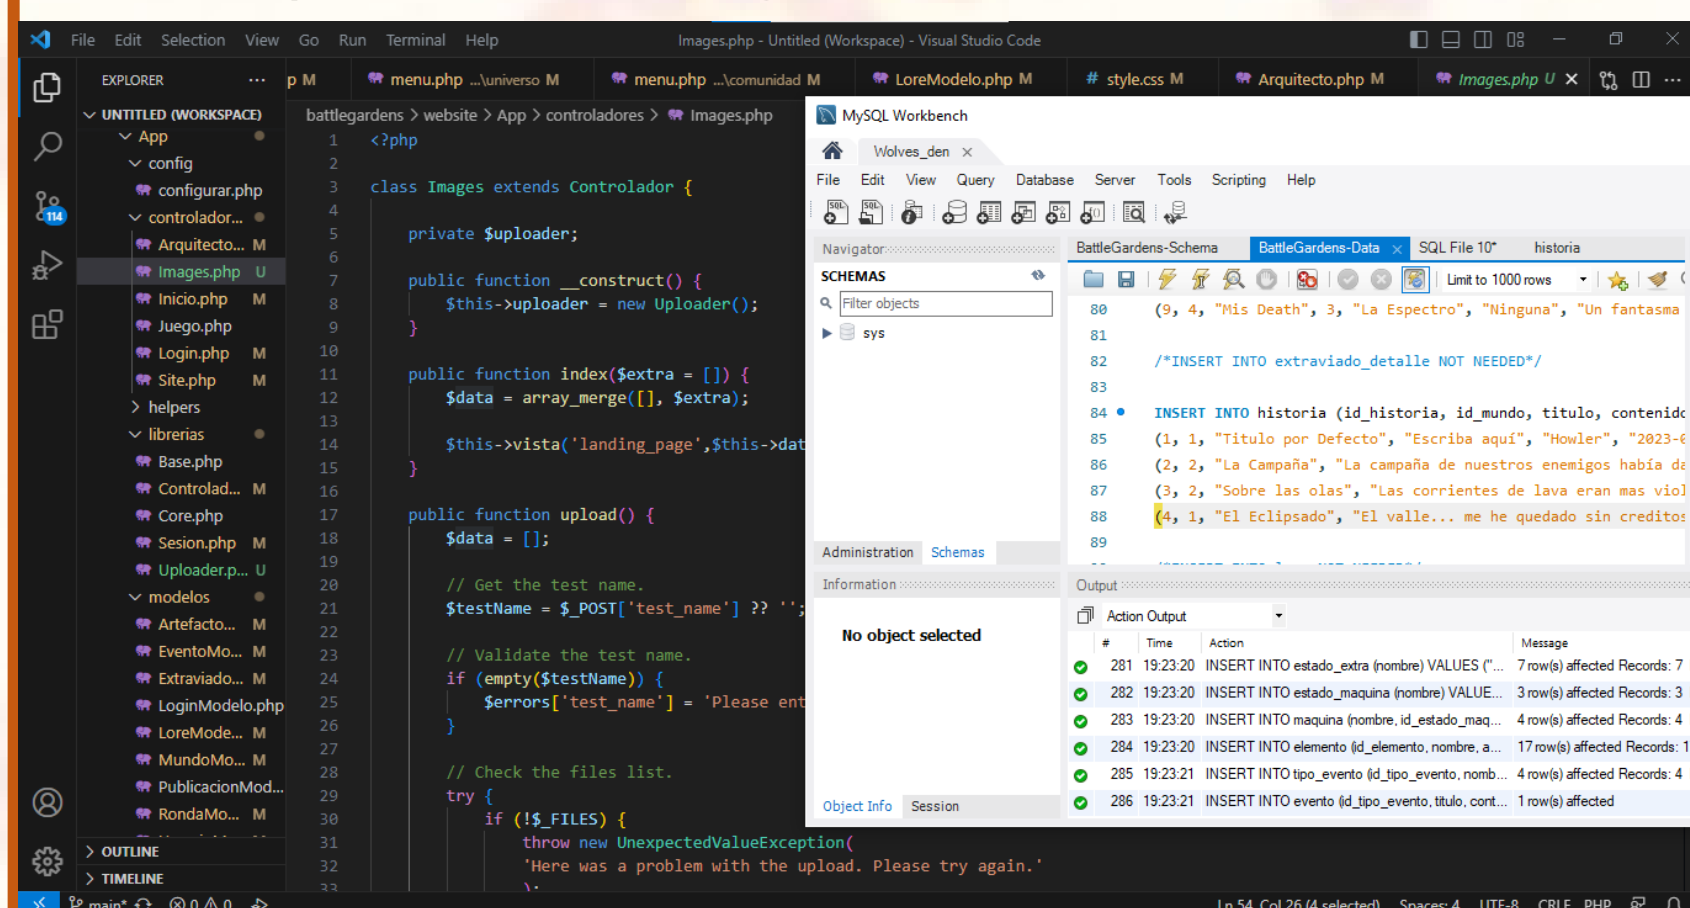 File Edit Selection View Go Run Terminal Help Images.php - Untitled (Workspace) - Visual Studio Code
EXPLORER ...
UNTITLED (WORKSPACE)
App
config
configurar.php
controlador...
Arquitecto... M
Images.php U
Inicio.php M
Juego.php
Login.php M
Site.php M
helpers
librerias
Base.php
Controlad... M
Core.php
Sesion.php M
Uploader.p... U
modelos
Artefacto... M
EventoMo... M
Extraviado... M
LoginModelo.php
LoreMode... M
MundoMo... M
PublicacionMod...
RondaMo... M
OUTLINE
TIMELINE
114
p M menu.php ...\universo M menu.php ...\comunidad M LoreModelo.php M # style.css M Arquitecto.php M Images.php U
battlegardens > website > App > controladores > Images.php
1 <?php
2
3 class Images extends Controlador {
4
5 private $uploader;
6
7 public function __construct() {
8 $this->uploader = new Uploader();
9 }
10
11 public function index($extra = []) {
12 $data = array_merge([], $extra);
13
14 $this->vista('landing_page',$this->dat
15 }
16
17 public function upload() {
18 $data = [];
19
20 // Get the test name.
21 $testName = $_POST['test_name'] ?? '';
22
23 // Validate the test name.
24 if (empty($testName)) {
25 $errors['test_name'] = 'Please ent
26 }
27
28 // Check the files list.
29 try {
30 if (!$_FILES) {
31 throw new UnexpectedValueException(
32 'Here was a problem with the upload. Please try again.'
33 );
MySQL Workbench
Wolves_den
File Edit View Query Database Server Tools Scripting Help
Navigator
SCHEMAS
Filter objects
sys
Administration Schemas
Information
No object selected
Object Info Session
BattleGardens-Schema BattleGardens-Data SQL File 10* historia
Limit to 1000 rows
80 (9, 4, "Mis Death", 3, "La Espectro", "Ninguna", "Un fantasma
81
82 /*INSERT INTO extraviado_detalle NOT NEEDED*/
83
84 INSERT INTO historia (id_historia, id_mundo, titulo, contenido
85 (1, 1, "Titulo por Defecto", "Escriba aquí", "Howler", "2023-0
86 (2, 2, "La Campaña", "La campaña de nuestros enemigos había da
87 (3, 2, "Sobre las olas", "Las corrientes de lava eran mas viol
88 (4, 1, "El Eclipsado", "El valle... me he quedado sin creditos
89
Output
Action Output
# Time Action Message
281 19:23:20 INSERT INTO estado_extra (nombre) VALUES ("... 7 row(s) affected Records: 7
282 19:23:20 INSERT INTO estado_maquina (nombre) VALUE... 3 row(s) affected Records: 3
283 19:23:20 INSERT INTO maquina (nombre, id_estado_maq... 4 row(s) affected Records: 4
284 19:23:20 INSERT INTO elemento (id_elemento, nombre, a... 17 row(s) affected Records: 1
285 19:23:21 INSERT INTO tipo_evento (id_tipo_evento, nomb... 4 row(s) affected Records: 4
286 19:23:21 INSERT INTO evento (id_tipo_evento, titulo, cont... 1 row(s) affected
main* 0 0 Ln 54, Col 26 (4 selected) Spaces: 4 UTF-8 CRLF PHP